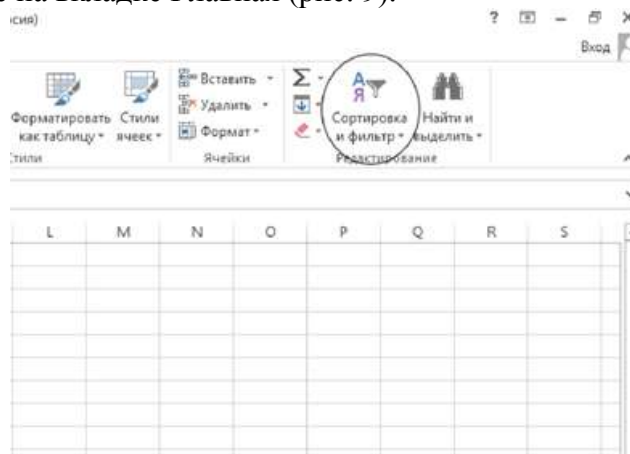 на вкладке Главная (рис. 9).
рсия)
?
Вход
Форматировать как таблицу
Стили ячеек
Стили
Вставить
Удалить
Формат
Ячейки
Σ
А
Я
Сортировка и фильтр
Найти и выделить
Редактирование
L M N O P Q R S